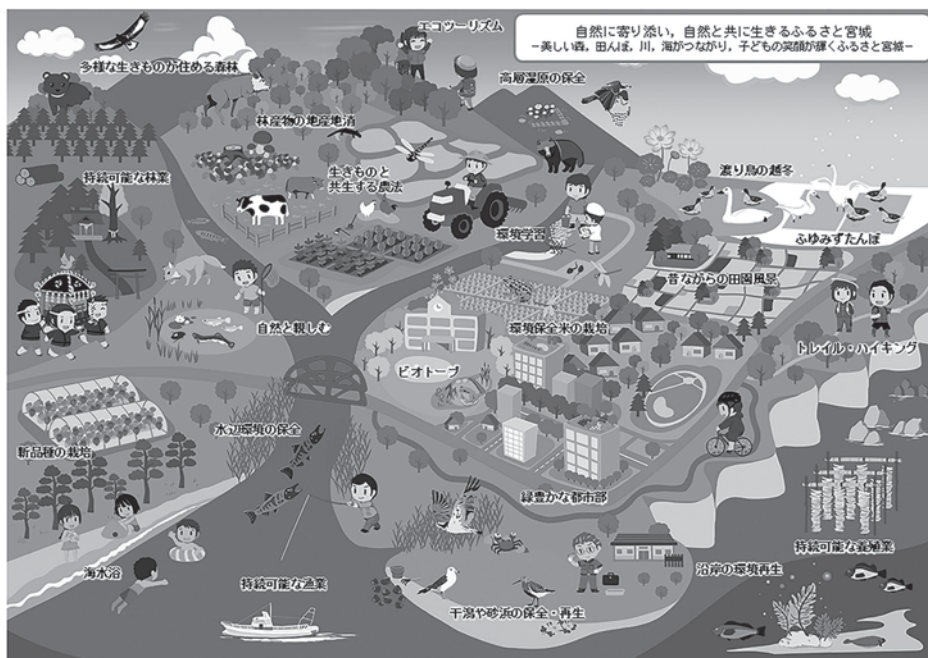 自然に寄り添い，自然と共に生きるふるさと宮城
－美しい森，田んぼ，川，海がつながり，子どもの笑顔が輝くふるさと宮城－
エコツーリズム
多様な生きものが住める森林
高層湿原の保全
林産物の地産地消
持続可能な林業
生きものと
共生する農法
渡り鳥の越冬
環境学習
ふゆみずたんぼ
昔ながらの田園風景
自然と親しむ
環境保全米の栽培
トレイル・ハイキング
ビオトープ
水辺環境の保全
新品種の栽培
緑豊かな都市部
持続可能な養殖業
海水浴
持続可能な漁業
沿岸の環境再生
干潟や砂浜の保全・再生